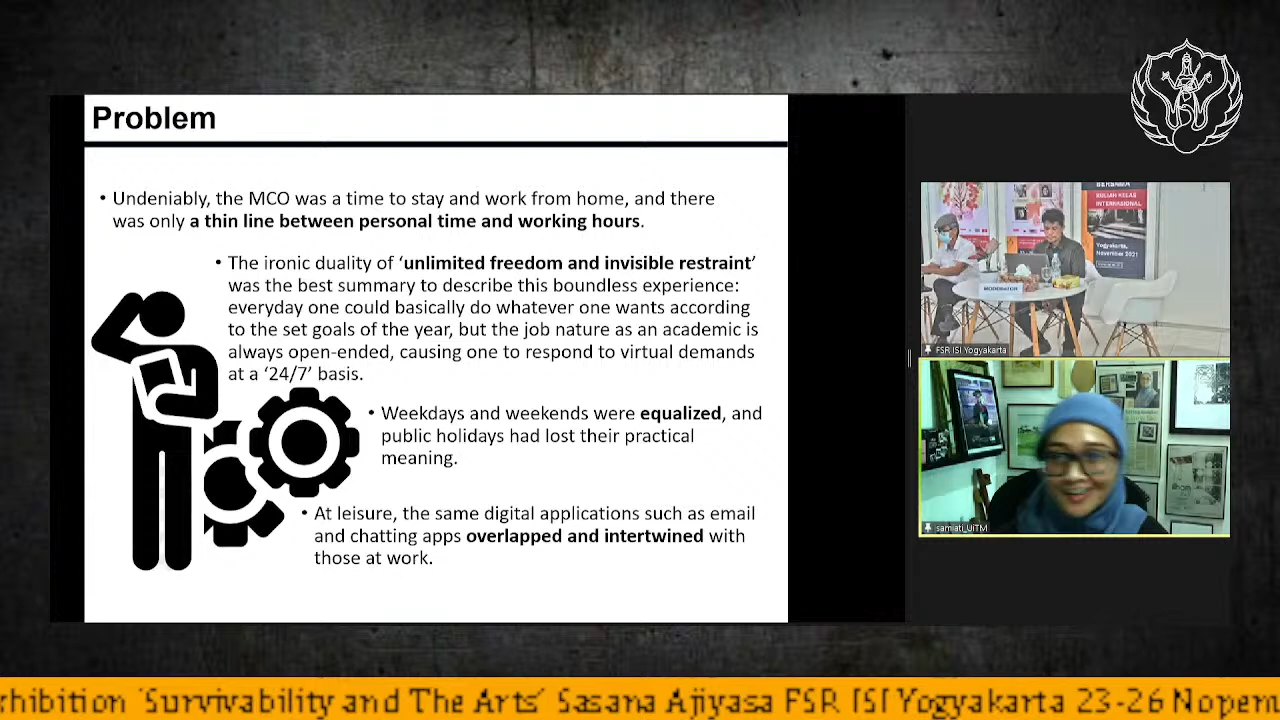 Problem
• Undeniably, the MCO was a time to stay and work from home, and there
was only a thin line between personal time and working hours.
• The ironic duality of ‘unlimited freedom and invisible restraint’
was the best summary to describe this boundless experience:
everyday one could basically do whatever one wants according
to the set goals of the year, but the job nature as an academic is
always open-ended, causing one to respond to virtual demands
at a ‘24/7’ basis.
• Weekdays and weekends were equalized, and
public holidays had lost their practical
meaning.
• At leisure, the same digital applications such as email
and chatting apps overlapped and intertwined with
those at work.
BERSAMA
KULIAH KELAS
INTERNASIONAL
Yogyakarta,
November 2021
MODERATOR
FSR ISI Yogyakarta
samiati_UiTM
xhibition 'Survivability and The Arts' Sasana Ajiyasa FSR ISI Yogyakarta 23-26 Nopem